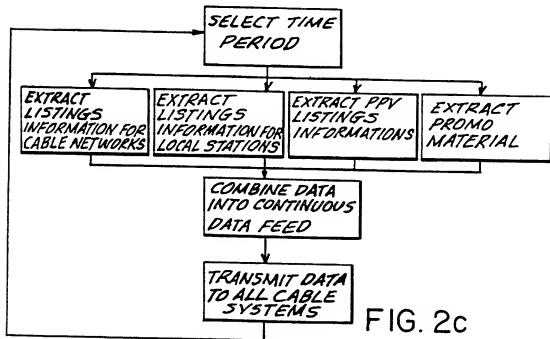 SELECT TIME
PERIOD
EXTRACT
LISTINGS
INFORMATION FOR
CABLE NETWORKS
EXTRACT
LISTINGS
INFORMATION FOR
LOCAL STATIONS
EXTRACT PPV
LISTINGS
INFORMATIONS
EXTRACT
PROMO
MATERIAL
COMBINE DATA
INTO CONTINUOUS
DATA FEED
TRANSMIT DATA
TO ALL CABLE
SYSTEMS
FIG. 2c